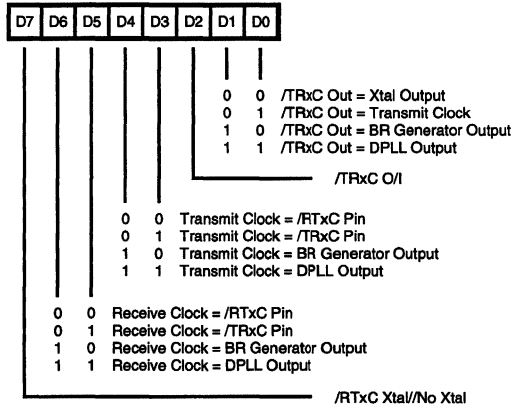 D7 D6 D5 D4 D3 D2 D1 D0
0 0 /TRxC Out = Xtal Output
0 1 /TRxC Out = Transmit Clock
1 0 /TRxC Out = BR Generator Output
1 1 /TRxC Out = DPLL Output
/TRxC O/I
0 0 Transmit Clock = /RTxC Pin
0 1 Transmit Clock = /TRxC Pin
1 0 Transmit Clock = BR Generator Output
1 1 Transmit Clock = DPLL Output
0 0 Receive Clock = /RTxC Pin
0 1 Receive Clock = /TRxC Pin
1 0 Receive Clock = BR Generator Output
1 1 Receive Clock = DPLL Output
/RTxC Xtal//No Xtal